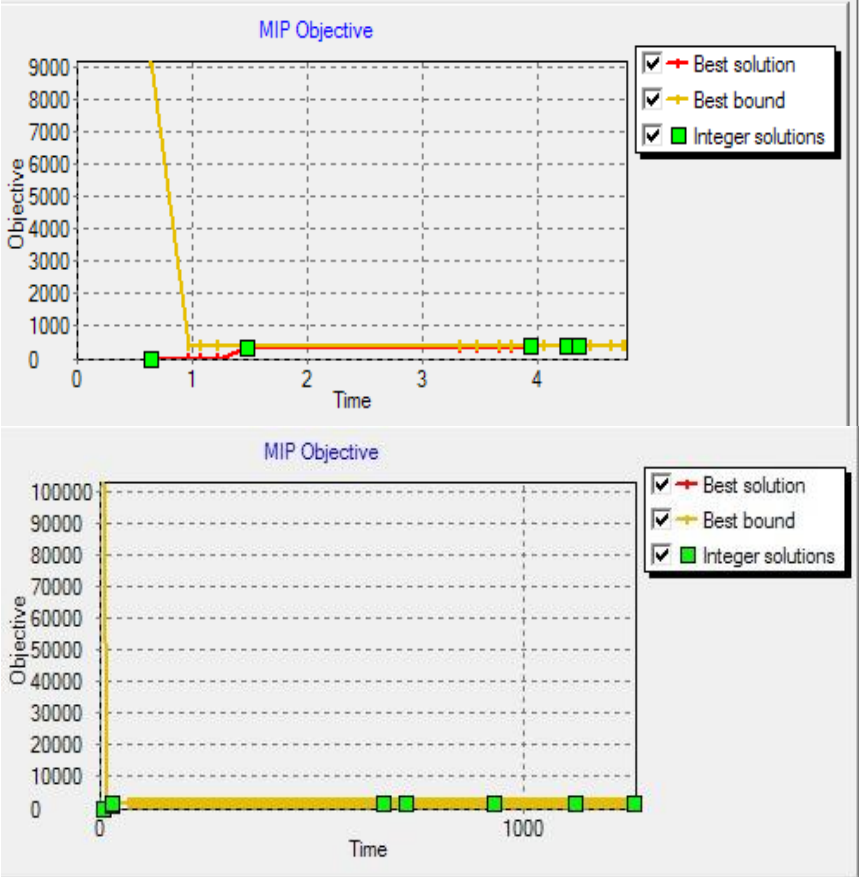 MIP Objective
9000
8000
7000
6000
5000
4000
3000
2000
1000
0
Objective
0 1 2 3 4
Time
Best solution
Best bound
Integer solutions
MIP Objective
100000
90000
80000
70000
60000
50000
40000
30000
20000
10000
0
Objective
0 1000
Time
Best solution
Best bound
Integer solutions